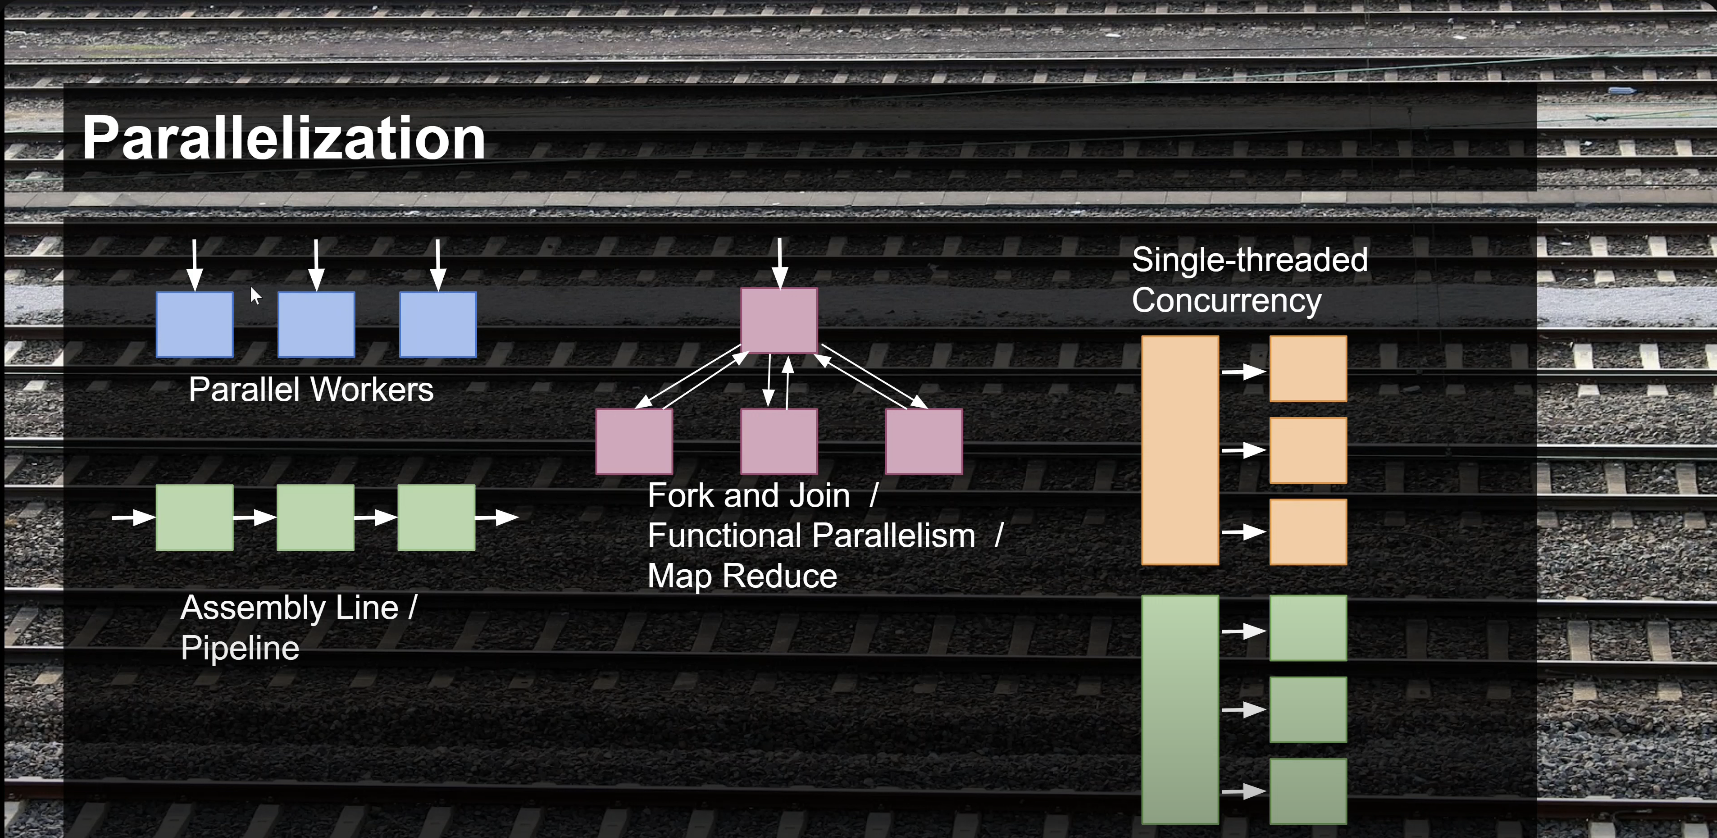 Parallelization
Parallel Workers
Assembly Line /
Pipeline
Fork and Join  /
Functional Parallelism  /
Map Reduce
Single-threaded
Concurrency